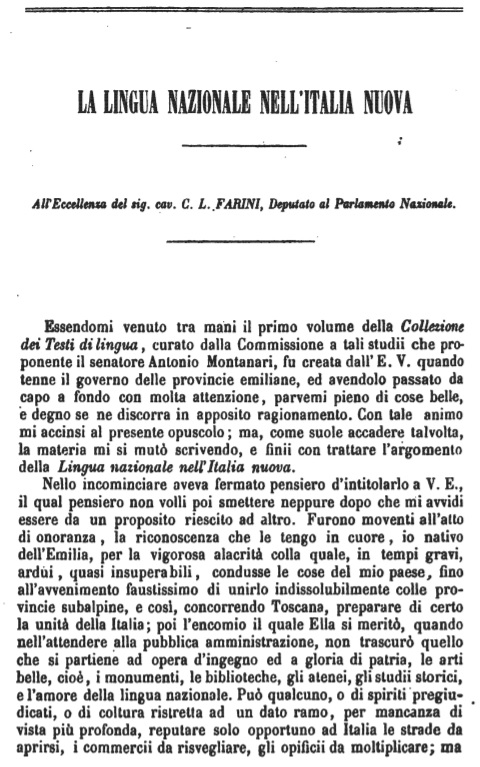 LA LINGUA NAZIONALE NELL'ITALIA NUOVA
All'Eccellenza del sig. cav. C. L. FARINI, Deputato al Parlamento Nazionale.
Essendomi venuto tra mani il primo volume della Collezione
dei Testi di lingua, curato dalla Commissione a tali studii che pro-
ponente il senatore Antonio Montanari, fu creata dall'E. V. quando
tenne il governo delle provincie emiliane, ed avendolo passato da
capo a fondo con molta attenzione, parvemi pieno di cose belle,
e degno se ne discorra in apposito ragionamento. Con tale animo
mi accinsi al presente opuscolo; ma, come suole accadere talvolta,
la materia mi si mutò scrivendo, e finii con trattare l'argomento
della Lingua nazionale nell'Italia nuova.
Nello incominciare aveva fermato pensiero d'intitolarlo a V. E.,
il qual pensiero non volli poi smettere neppure dopo che mi avvidi
essere da un proposito riescito ad altro. Furono moventi all'atto
di onoranza, la riconoscenza che le tengo in cuore, io nativo
dell'Emilia, per la vigorosa alacrità colla quale, in tempi gravi,
ardui, quasi insuperabili, condusse le cose del mio paese, fino
all'avvenimento faustissimo di unirlo indissolubilmente colle pro-
vincie subalpine, e così, concorrendo Toscana, preparare di certo
la unità della Italia; poi l'encomio il quale Ella si meritò, quando
nell'attendere alla pubblica amministrazione, non trascurò quello
che si partiene ad opera d'ingegno ed a gloria di patria, le arti
belle, cioè, i monumenti, le biblioteche, gli atenei, gli studii storici,
e l'amore della lingua nazionale. Può qualcuno, o di spiriti pregiu-
dicati, o di coltura ristretta ad un dato ramo, per mancanza di
vista più profonda, reputare solo opportuno ad Italia le strade da
aprirsi, i commercii da risvegliare, gli opificii da moltiplicare; ma